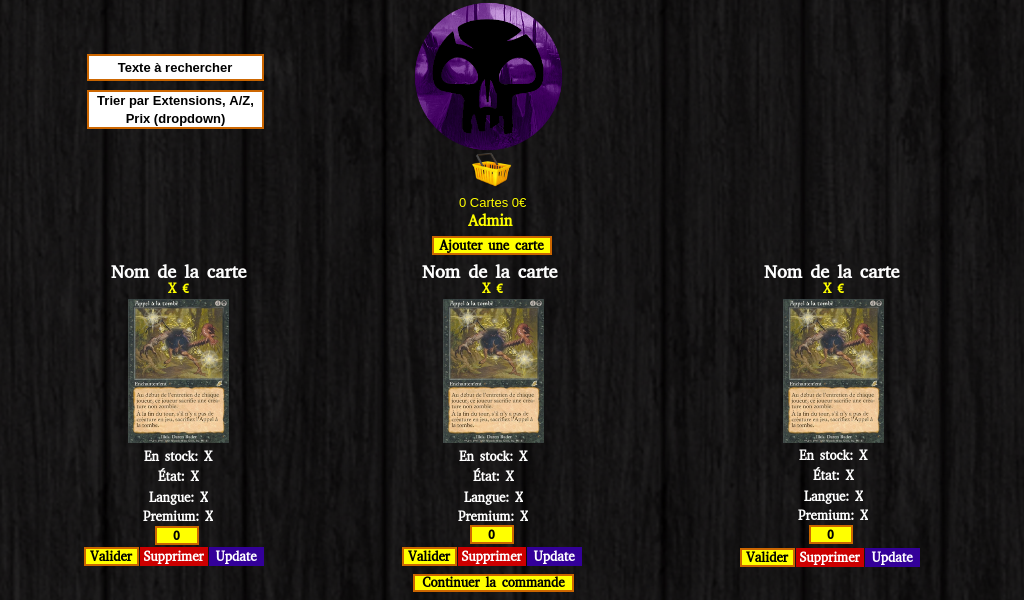 Texte à rechercher
Trier par Extensions, A/Z,
Prix (dropdown)
0 Cartes 0€
Admin
Ajouter une carte
Nom de la carte
X €
Appel à la tombe
Enchantement
Au début de l'entretien de chaque
joueur, ce joueur sacrifie une créa-
ture non zombie.
À la fin du tour, s'il n'y a pas de
créature en jeu, sacrifiez l'Appel à
la tombe.
En stock: X
État: X
Langue: X
Premium: X
0
Valider Supprimer Update
Nom de la carte
X €
Appel à la tombe
Enchantement
Au début de l'entretien de chaque
joueur, ce joueur sacrifie une créa-
ture non zombie.
À la fin du tour, s'il n'y a pas de
créature en jeu, sacrifiez l'Appel à
la tombe.
En stock: X
État: X
Langue: X
Premium: X
0
Valider Supprimer Update
Continuer la commande
Nom de la carte
X €
Appel à la tombe
Enchantement
Au début de l'entretien de chaque
joueur, ce joueur sacrifie une créa-
ture non zombie.
À la fin du tour, s'il n'y a pas de
créature en jeu, sacrifiez l'Appel à
la tombe.
En stock: X
État: X
Langue: X
Premium: X
0
Valider Supprimer Update